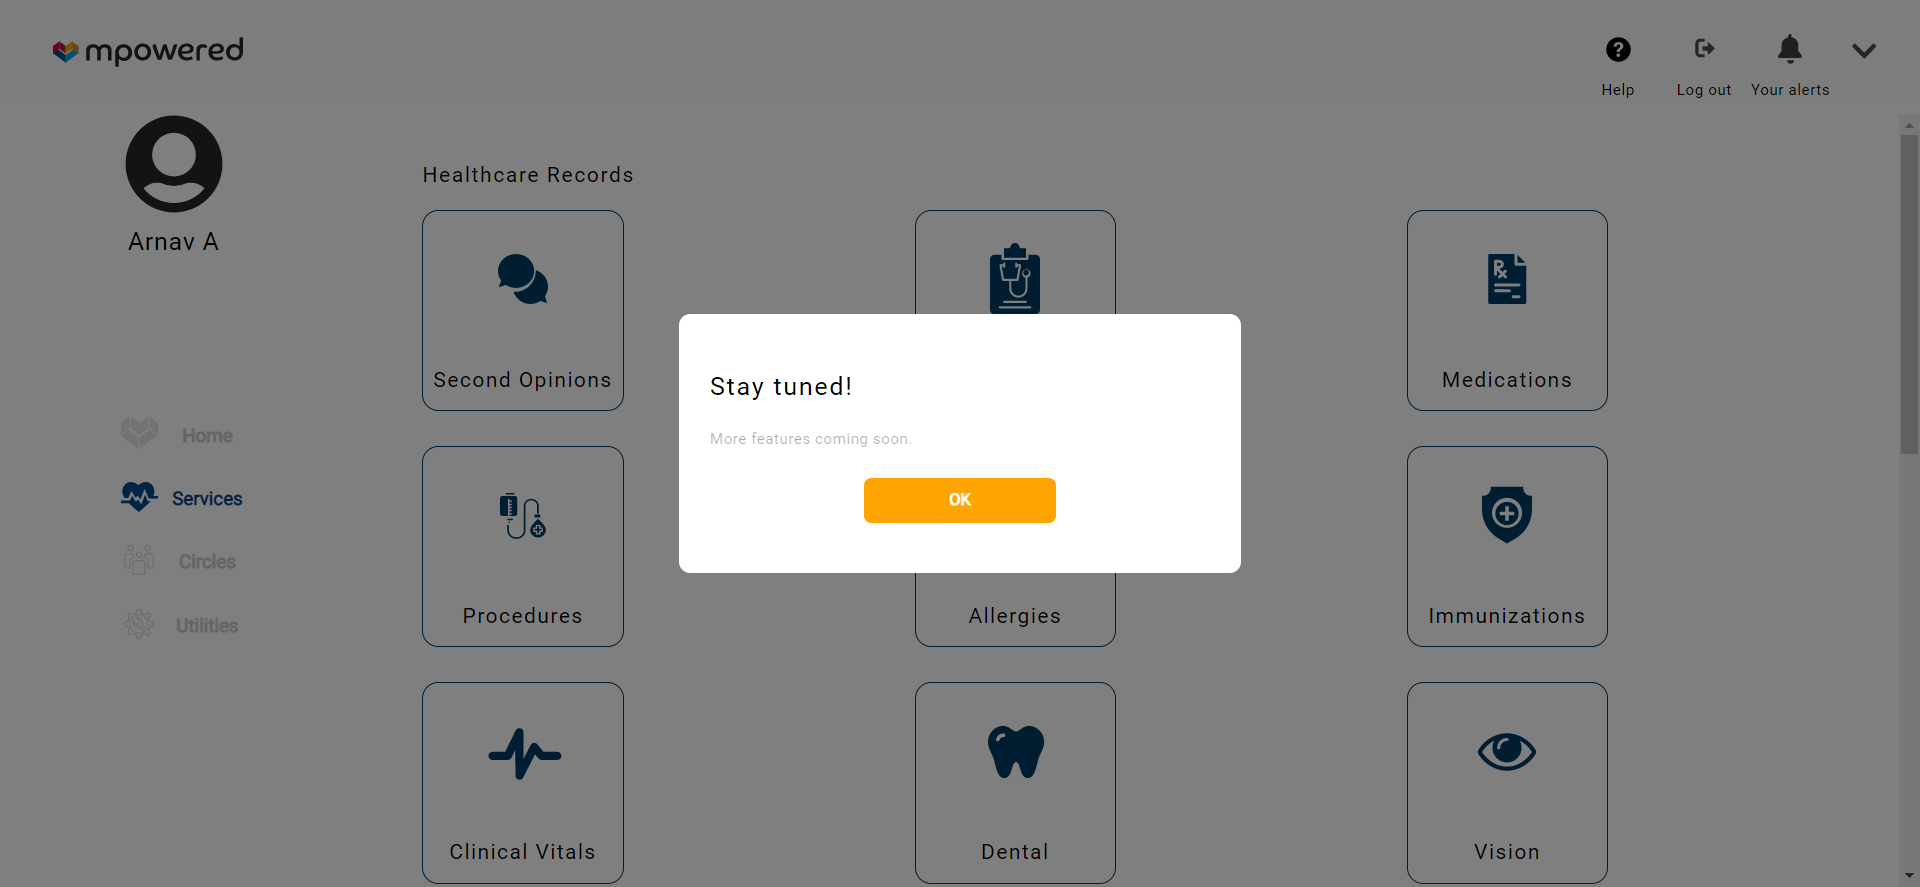 mpowered
Help
Log out
Your alerts
Arnav A
Home
Services
Circles
Utilities
Healthcare Records
Second Opinions
Medications
Stay tuned!
More features coming soon.
OK
Procedures
Allergies
Immunizations
Clinical Vitals
Dental
Vision